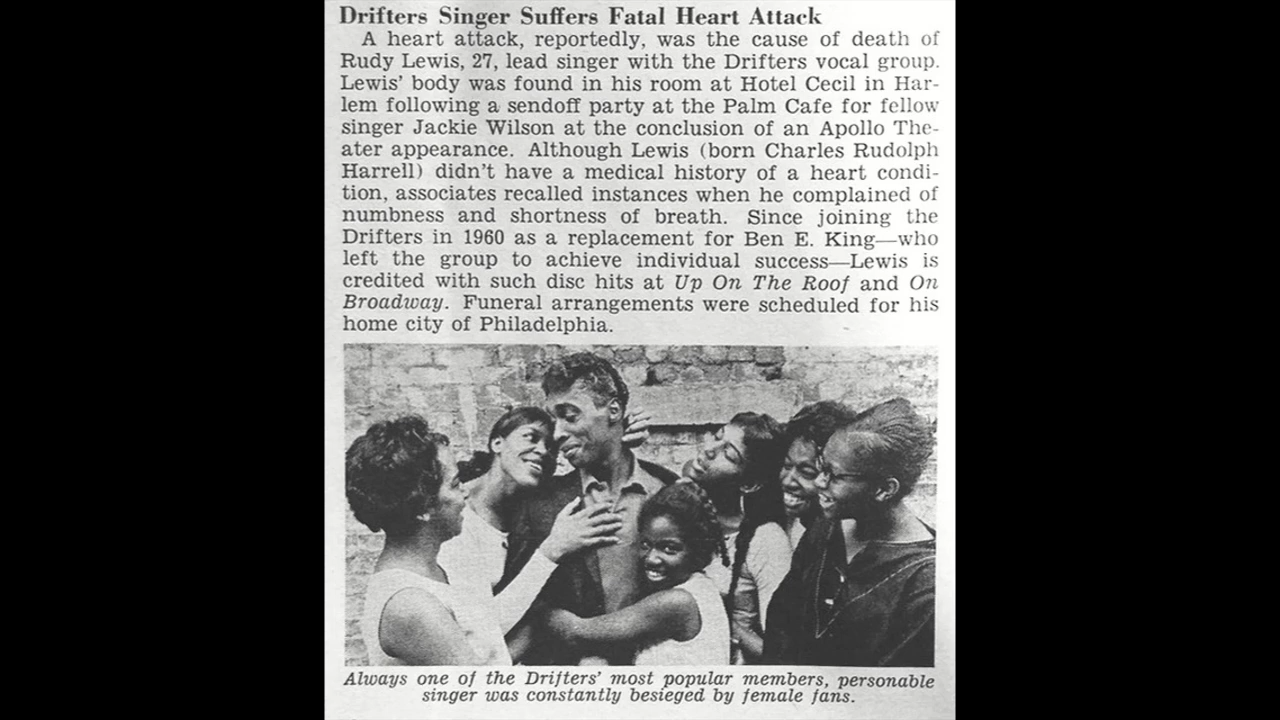 Drifters Singer Suffers Fatal Heart Attack
A heart attack, reportedly, was the cause of death of
Rudy Lewis, 27, lead singer with the Drifters vocal group.
Lewis' body was found in his room at Hotel Cecil in Har-
lem following a sendoff party at the Palm Cafe for fellow
singer Jackie Wilson at the conclusion of an Apollo The-
ater appearance. Although Lewis (born Charles Rudolph
Harrell) didn't have a medical history of a heart condi-
tion, associates recalled instances when he complained of
numbness and shortness of breath. Since joining the
Drifters in 1960 as a replacement for Ben E. King—who
left the group to achieve individual success—Lewis is
credited with such disc hits at Up On The Roof and On
Broadway. Funeral arrangements were scheduled for his
home city of Philadelphia.
Always one of the Drifters' most popular members, personable
singer was constantly besieged by female fans.